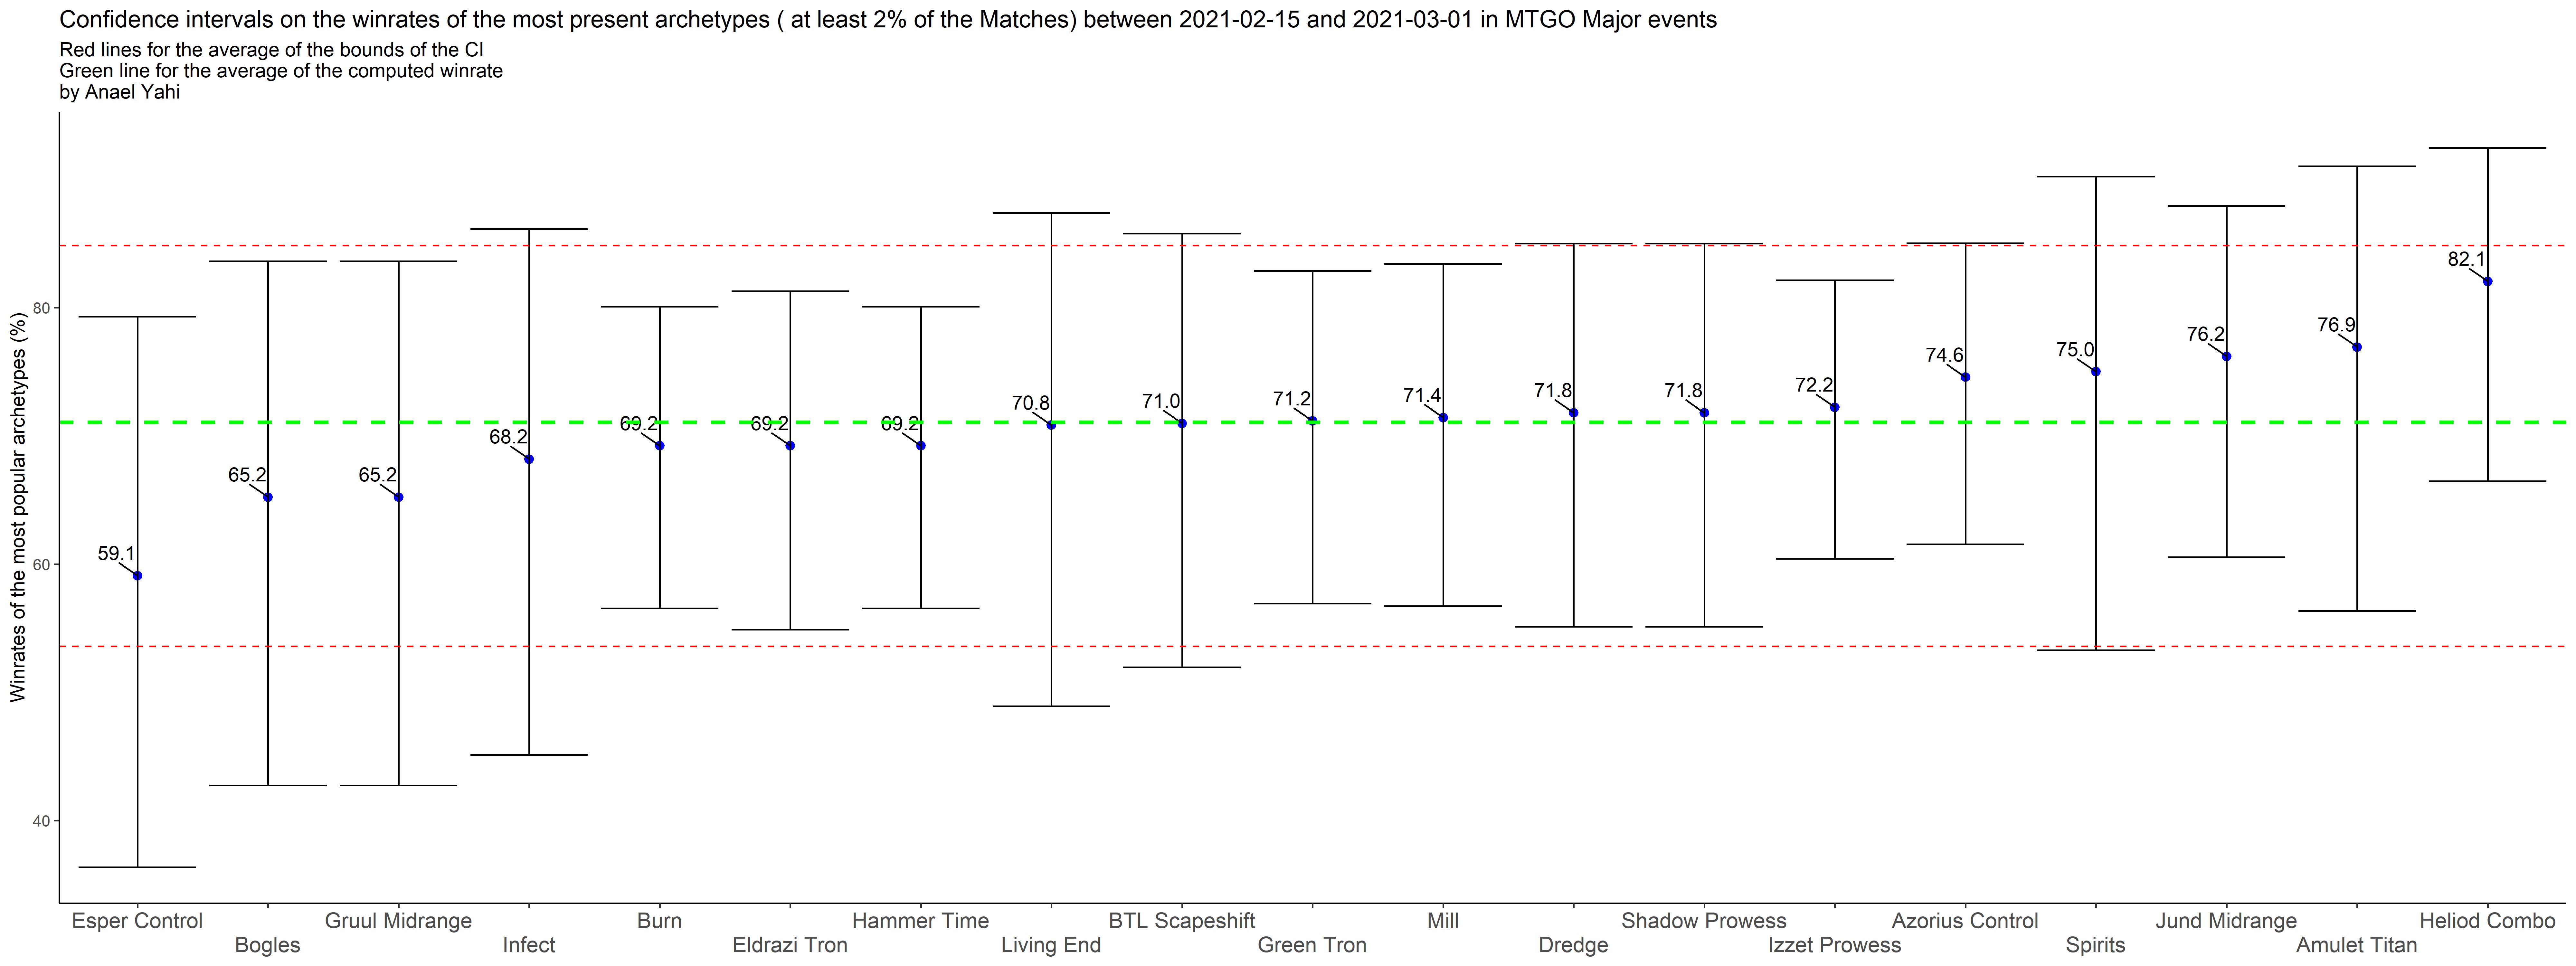 Confidence intervals on the winrates of the most present archetypes ( at least 2% of the Matches) between 2021-02-15 and 2021-03-01 in MTGO Major events
Red lines for the average of the bounds of the CI
Green line for the average of the computed winrate
by Anael Yahi
Winrates of the most popular archetypes (%)
80
60
40
59.1
65.2
65.2
68.2
69.2
69.2
69.2
70.8
71.0
71.2
71.4
71.8
71.8
72.2
74.6
75.0
76.2
76.9
82.1
Esper Control
Bogles
Gruul Midrange
Infect
Burn
Eldrazi Tron
Hammer Time
Living End
BTL Scapeshift
Green Tron
Mill
Dredge
Shadow Prowess
Izzet Prowess
Azorius Control
Spirits
Jund Midrange
Amulet Titan
Heliod Combo